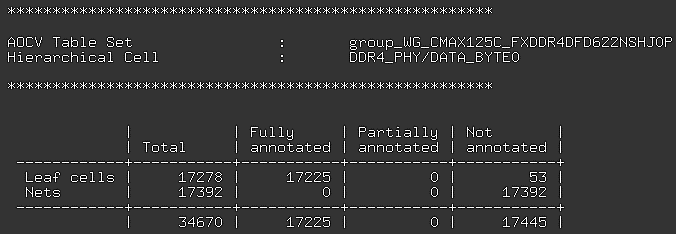 **********************************************************
AOCV Table Set : group_WG_CMAX125C_FXDDR4DFD622NSHJ0P
Hierarchical Cell : DDR4_PHY/DATA_BYTE0
**********************************************************
| | Fully | Partially | Not |
| Total | annotated | annotated | annotated |
-------------+-----------+-----------+-----------+-----------+
Leaf cells | 17278 | 17225 | 0 | 53 |
Nets | 17392 | 0 | 0 | 17392 |
-------------+-----------+-----------+-----------+-----------+
| 34670 | 17225 | 0 | 17445 |